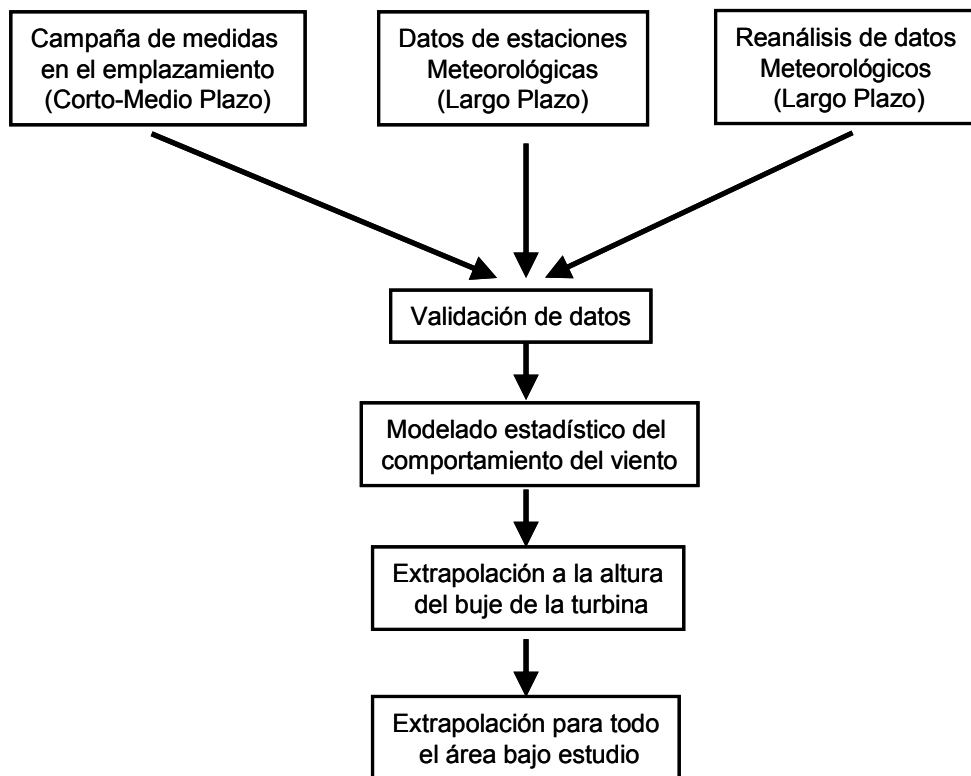 Campaña de medidas
en el emplazamiento
(Corto-Medio Plazo)
Datos de estaciones
Meteorológicas
(Largo Plazo)
Reanálisis de datos
Meteorológicos
(Largo Plazo)
Validación de datos
Modelado estadístico del
comportamiento del viento
Extrapolación a la altura
del buje de la turbina
Extrapolación para todo
el área bajo estudio